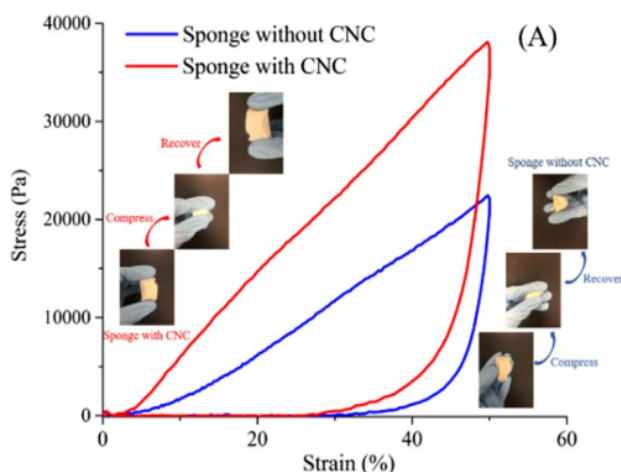 (A)
Sponge without CNC
Sponge with CNC
40000
30000
20000
10000
0
Stress (Pa)
Recover
Compress
Sponge with CNC
Sponge without CNC
Recover
Compress
0
20
40
60
Strain (%)